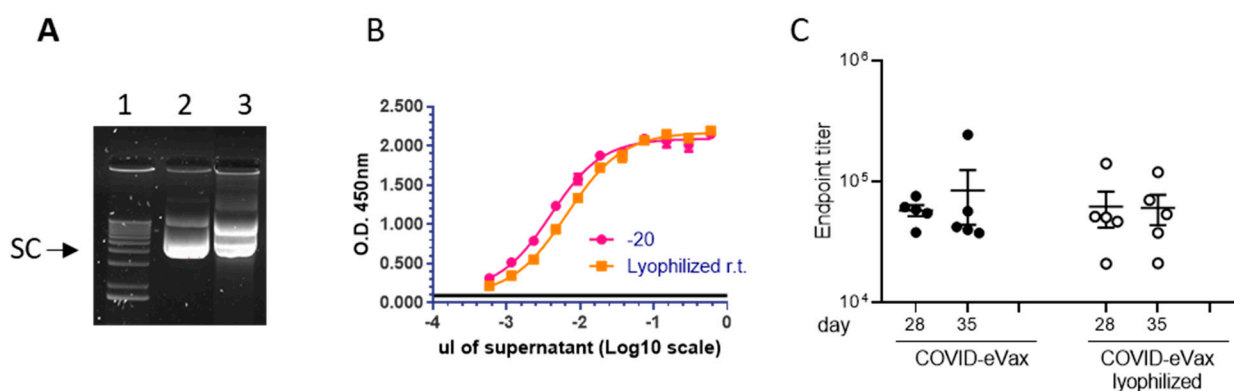 A
1 2 3
SC
B
O.D. 450nm
2.500
2.000
1.500
1.000
0.500
0.000
-20
Lyophilized r.t.
-4 -3 -2 -1 0
ul of supernatant (Log10 scale)
C
Endpoint titer
10⁶
10⁵
10⁴
day 28 35 28 35
COVID-eVax COVID-eVax
lyophilized